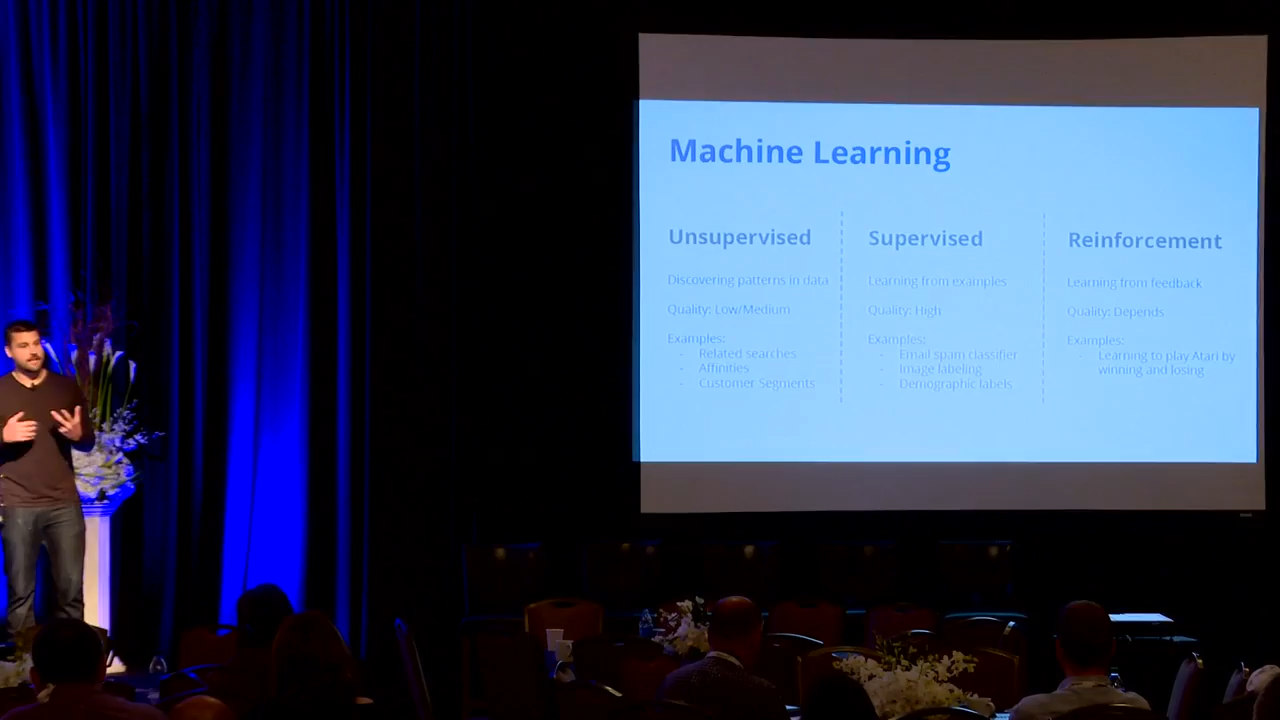 Machine Learning
Unsupervised
Discovering patterns in data
Quality: Low/Medium
Examples:
- Related searches
- Affinities
- Customer Segments
Supervised
Learning from examples
Quality: High
Examples:
- Email spam classifier
- Image labeling
- Demographic labels
Reinforcement
Learning from feedback
Quality: Depends
Examples:
- Learning to play Atari by
winning and losing